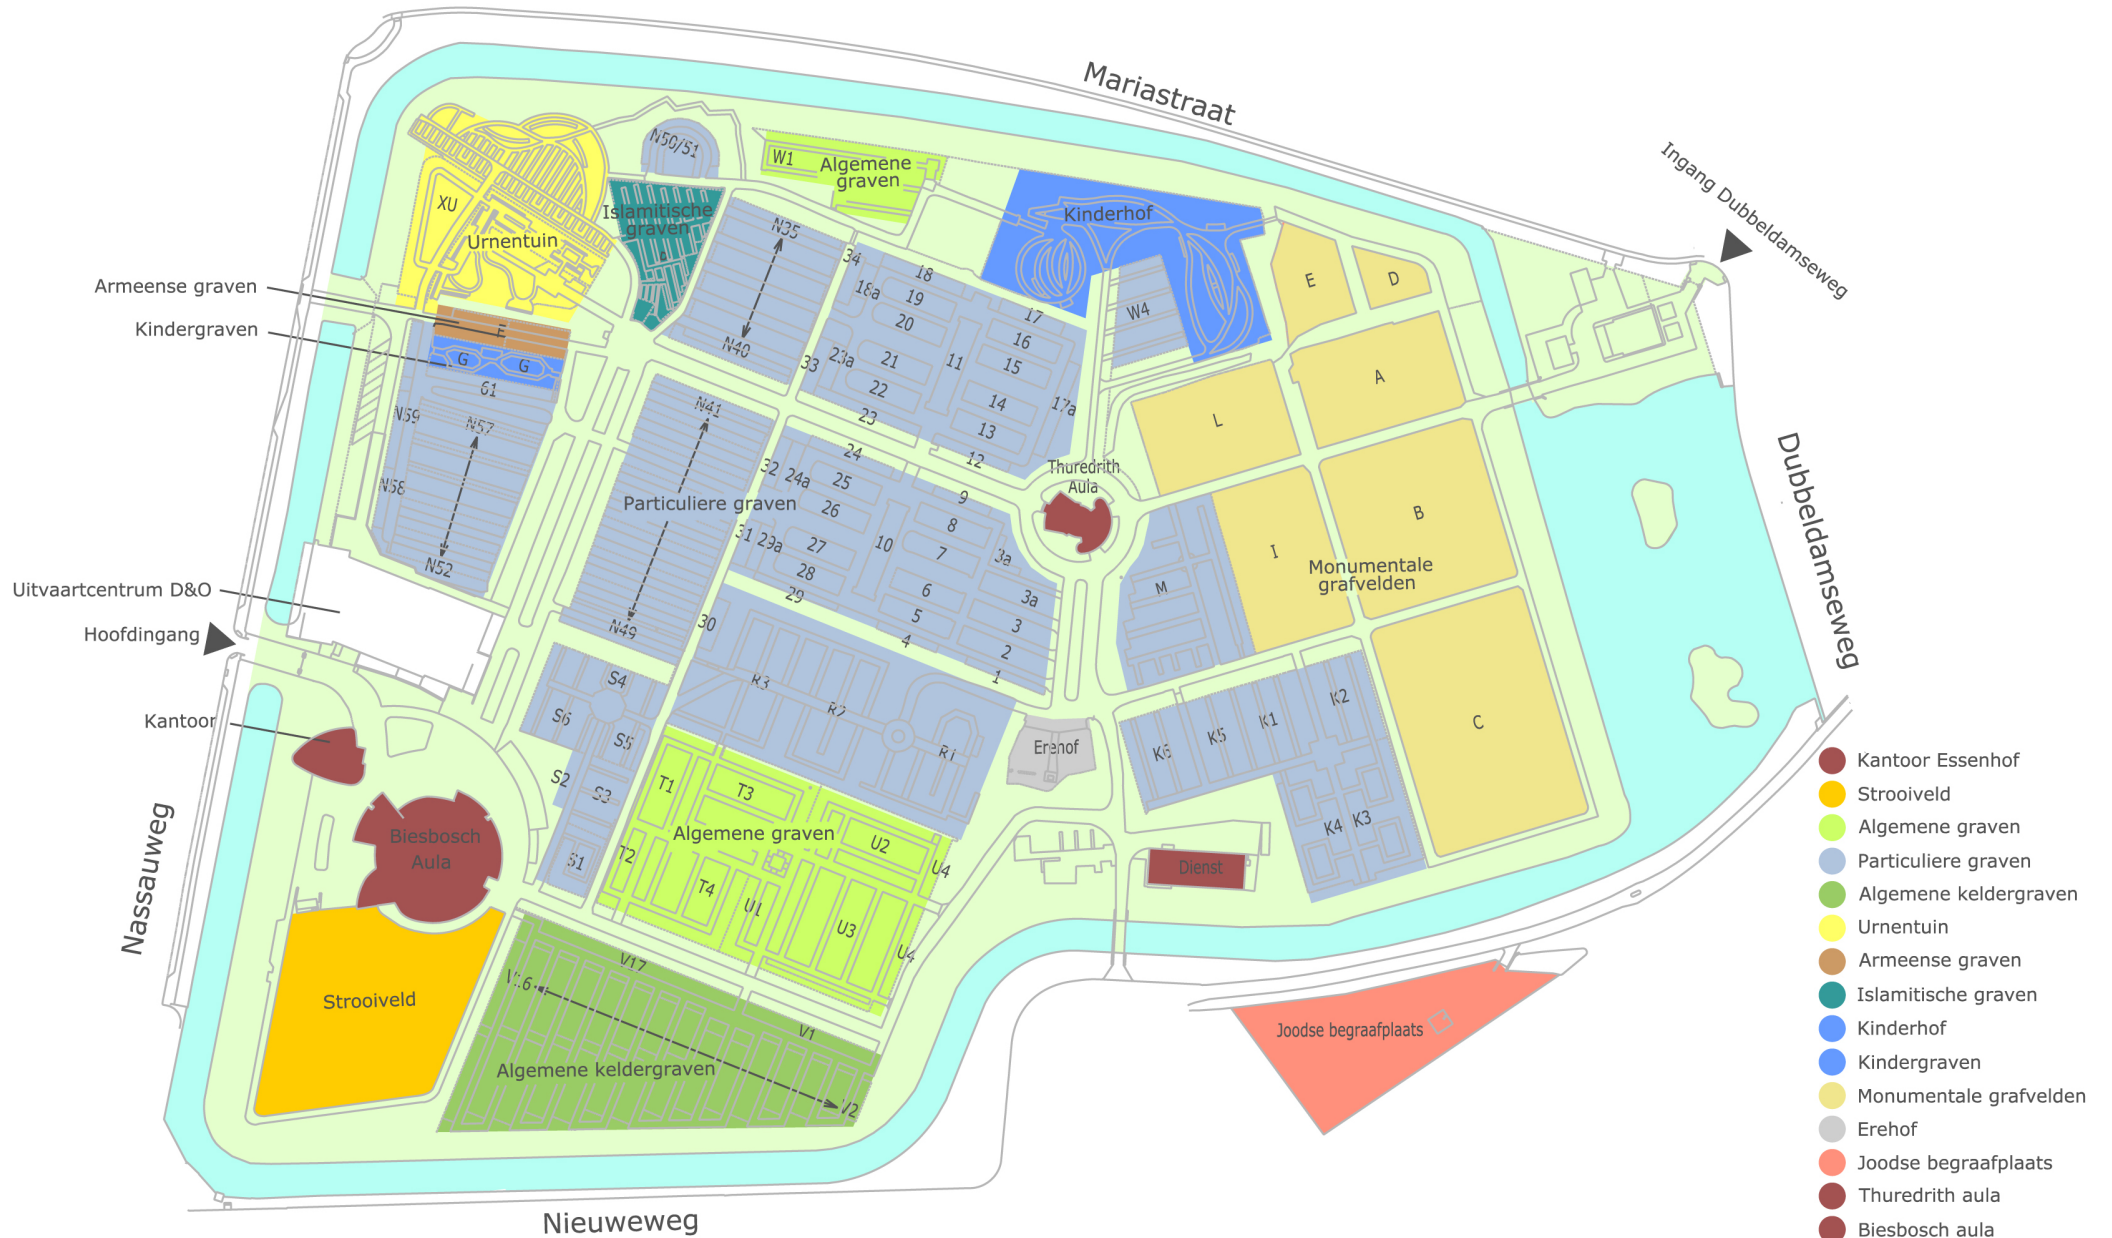 Mariastraat
Ingang Dubbeldamseweg
Dubbeldamseweg
Nassauweg
Nieuweweg
N50/51
W1
Algemene
graven
Kinderhof
XU
Urnentuin
Islamitische
graven
N35
N40
34
18
18a
19
20
17
16
15
W4
E
D
Armeense graven
F
Kindergraven
G
G
61
N59
N57
N58
N52
33
23a
21
22
23
11
14
13
12
17a
L
A
N41
Particuliere graven
N49
32
24a
24
25
26
31
29a
27
28
29
10
9
8
7
3a
6
3a
5
3
4
2
1
Thuredrith
Aula
M
I
B
Monumentale
grafvelden
C
Uitvaartcentrum D&O
Hoofdingang
Kantoor
30
R3
R2
R1
S4
S6
S5
S2
S3
S1
Erehof
K6
K5
K1
K2
K4
K3
Biesbosch
Aula
T1
T3
Algemene graven
T2
T4
U1
U2
U4
U3
U4
Dienst
Strooiveld
V17
V16
V1
V2
Algemene keldergraven
Joodse begraafplaats
Kantoor Essenhof
Strooiveld
Algemene graven
Particuliere graven
Algemene keldergraven
Urnentuin
Armeense graven
Islamitische graven
Kinderhof
Kindergraven
Monumentale grafvelden
Erehof
Joodse begraafplaats
Thuredrith aula
Biesbosch aula